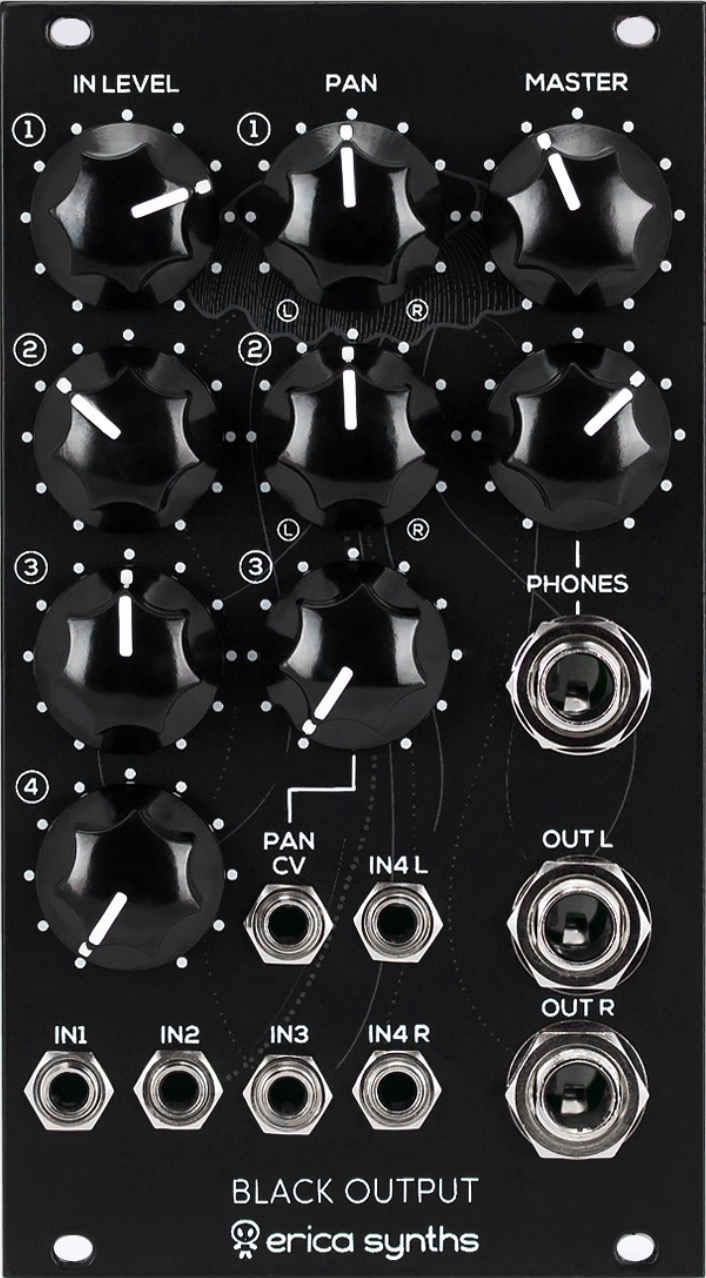 IN LEVEL PAN MASTER
1 1
L R
2 2
L R
3 3
PHONES
4
PAN
CV
IN4 L
OUT L
OUT R
IN1 IN2 IN3 IN4 R
BLACK OUTPUT
erica synths